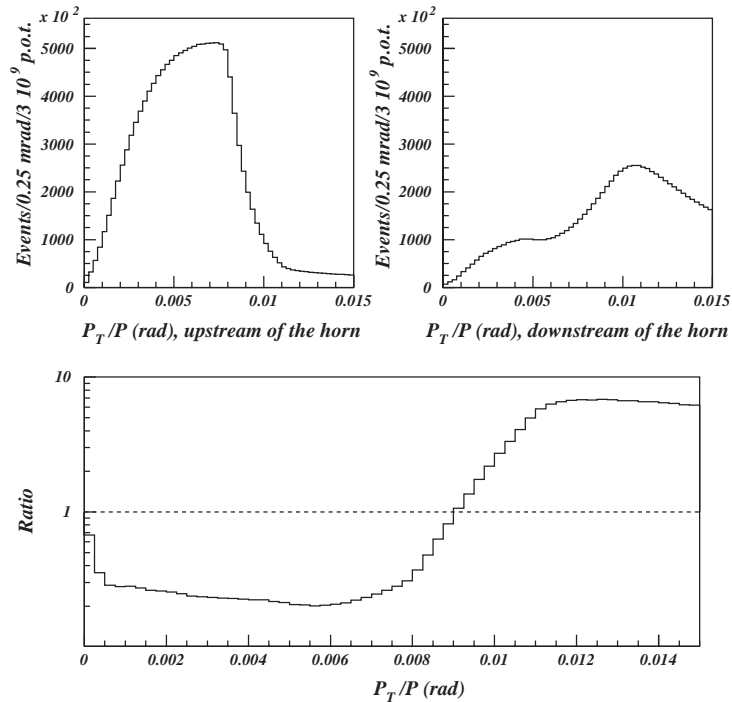 x 10²
5000
4000
3000
2000
1000
0
Events/0.25 mrad/3 10⁹ p.o.t.
0 0.005 0.01 0.015
P_T /P (rad), upstream of the horn
x 10²
5000
4000
3000
2000
1000
0
Events/0.25 mrad/3 10⁹ p.o.t.
0 0.005 0.01 0.015
P_T /P (rad), downstream of the horn
10
1
Ratio
0 0.002 0.004 0.006 0.008 0.01 0.012 0.014
P_T /P (rad)